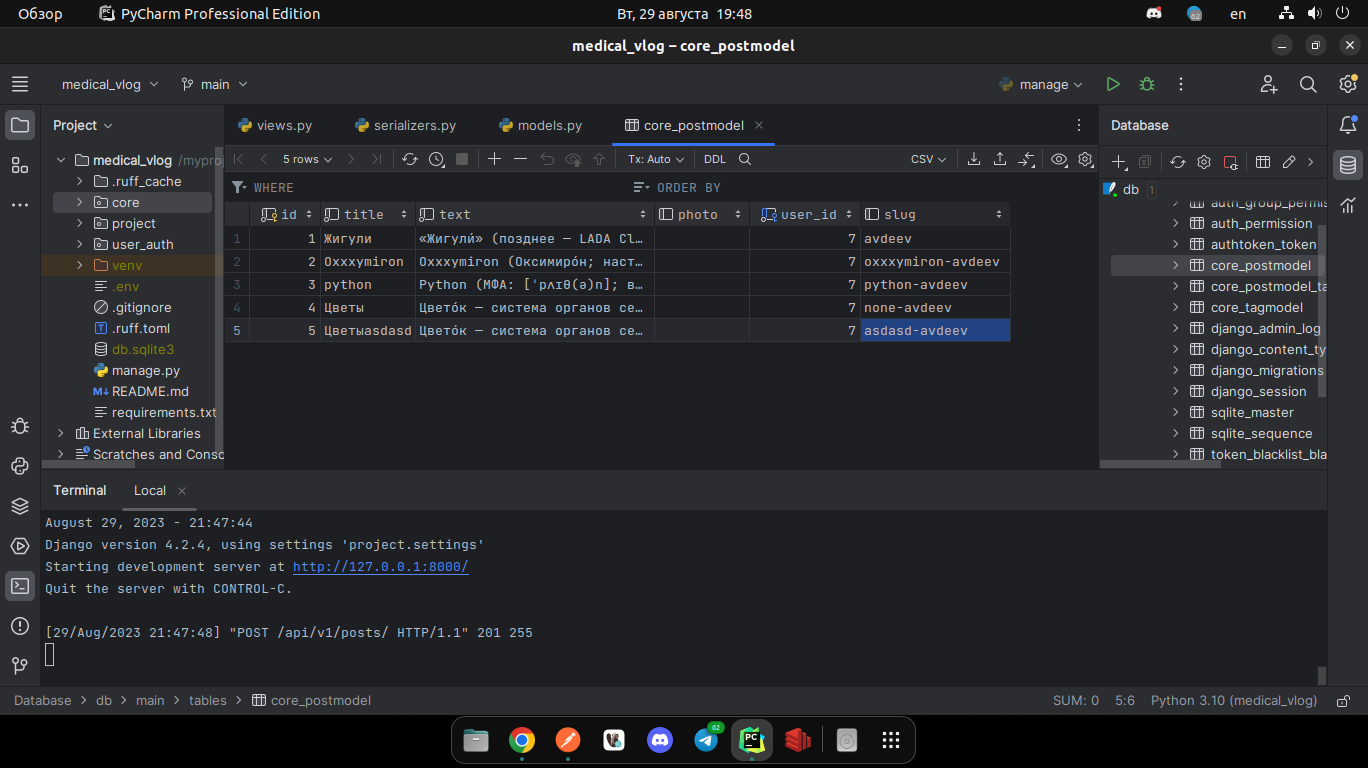 Обзор PyCharm Professional Edition Вт, 29 августа 19:48 62 en
medical_vlog – core_postmodel
medical_vlog main manage
Project views.py serializers.py models.py core_postmodel Database
5 rows Tx: Auto DDL CSV
WHERE ORDER BY
id title text photo user_id slug
1 1 Жигули «Жигули́» (позднее — LADA Cl… 7 avdeev
2 2 Oxxxymiron Oxxxymiron (Оксимиро́н; наст… 7 oxxxymiron-avdeev
3 3 python Python (МФА: [ˈpʌɪθ(ə)n]; в… 7 python-avdeev
4 4 Цветы Цвето́к — система органов се… 7 none-avdeev
5 5 Цветыasdasd Цвето́к — система органов се… 7 asdasd-avdeev
medical_vlog /mypro
.ruff_cache
core
project
user_auth
venv
.env
.gitignore
.ruff.toml
db.sqlite3
manage.py
README.md
requirements.txt
External Libraries
Scratches and Consc
db 1
auth_group_permis
auth_permission
authtoken_token
core_postmodel
core_postmodel_ta
core_tagmodel
django_admin_log
django_content_ty
django_migrations
django_session
sqlite_master
sqlite_sequence
token_blacklist_bla
Terminal Local
August 29, 2023 - 21:47:44
Django version 4.2.4, using settings 'project.settings'
Starting development server at http://127.0.0.1:8000/
Quit the server with CONTROL-C.
[29/Aug/2023 21:47:48] "POST /api/v1/posts/ HTTP/1.1" 201 255
Database db main tables core_postmodel SUM: 0 5:6 Python 3.10 (medical_vlog)
62
PC